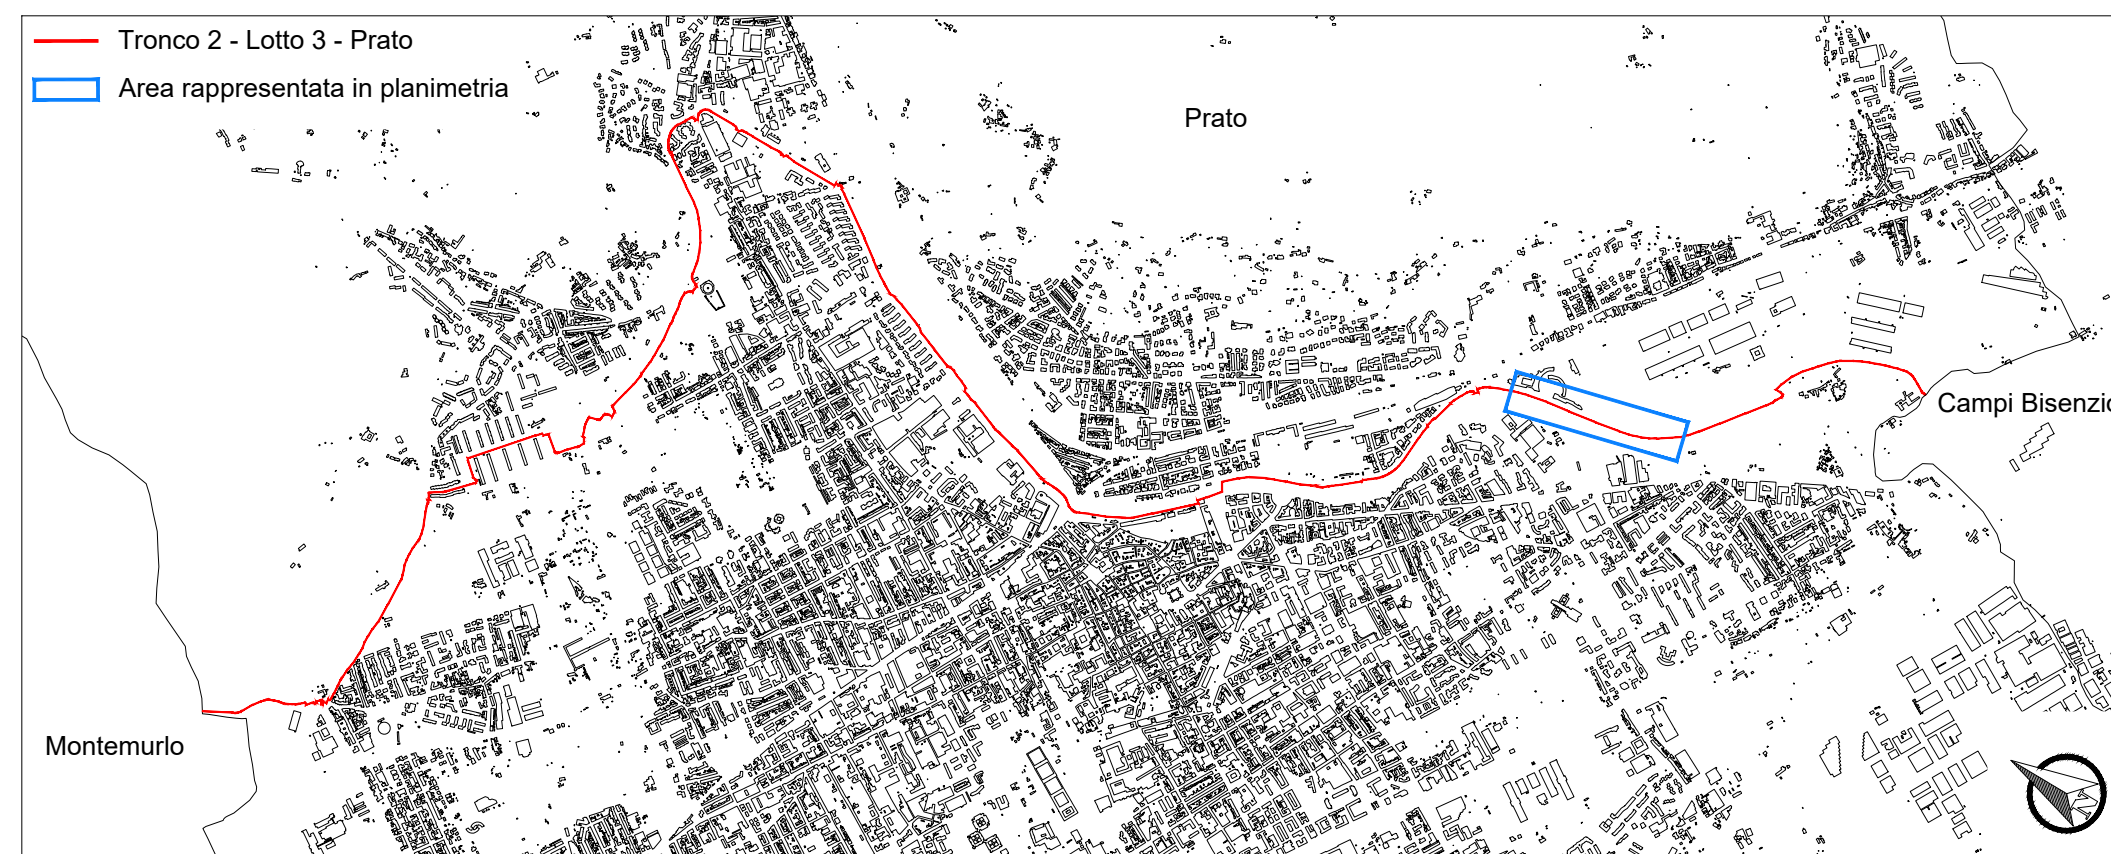 Tronco 2 - Lotto 3 - Prato
Area rappresentata in planimetria
Prato
Campi Bisenzio
Montemurlo